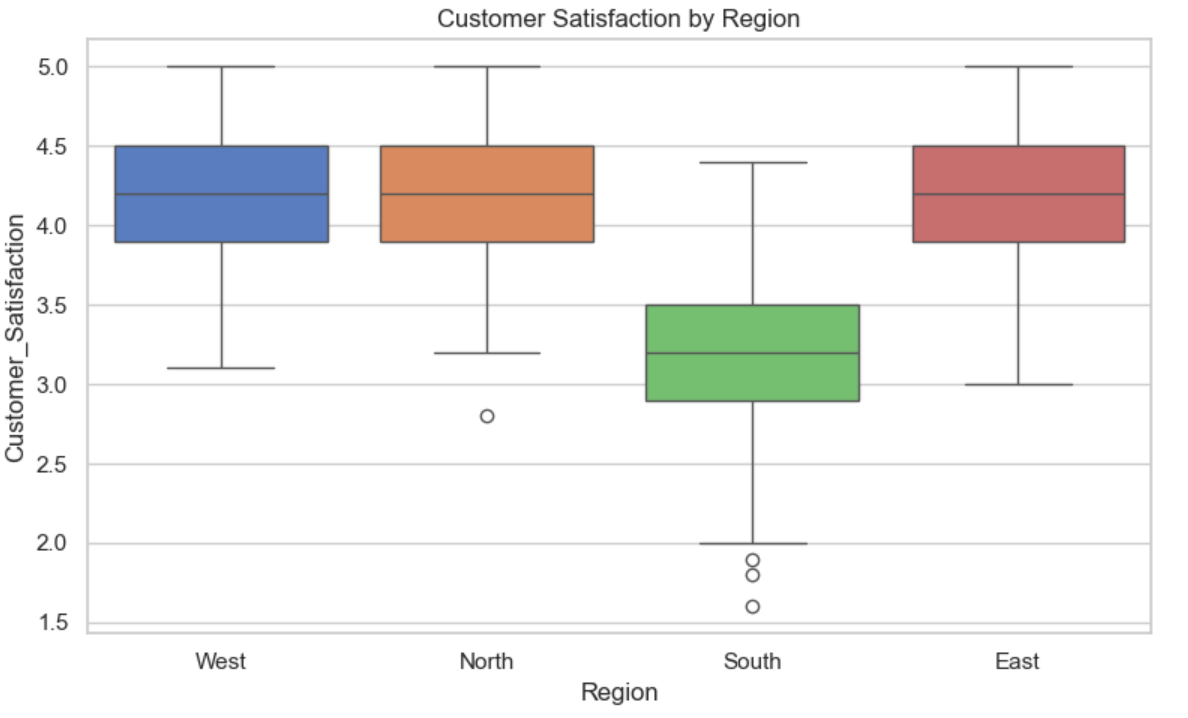 Customer Satisfaction by Region
Customer_Satisfaction
5.0
4.5
4.0
3.5
3.0
2.5
2.0
1.5
West North South East
Region